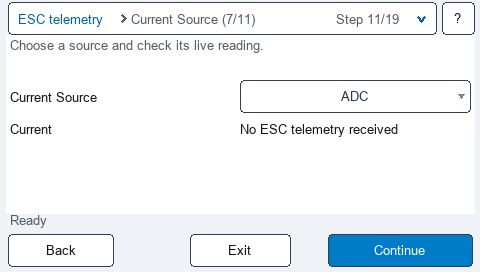 ESC telemetry > Current Source (7/11) Step 11/19 ?
Choose a source and check its live reading.
Current Source ADC
Current No ESC telemetry received
Ready
Back Exit Continue